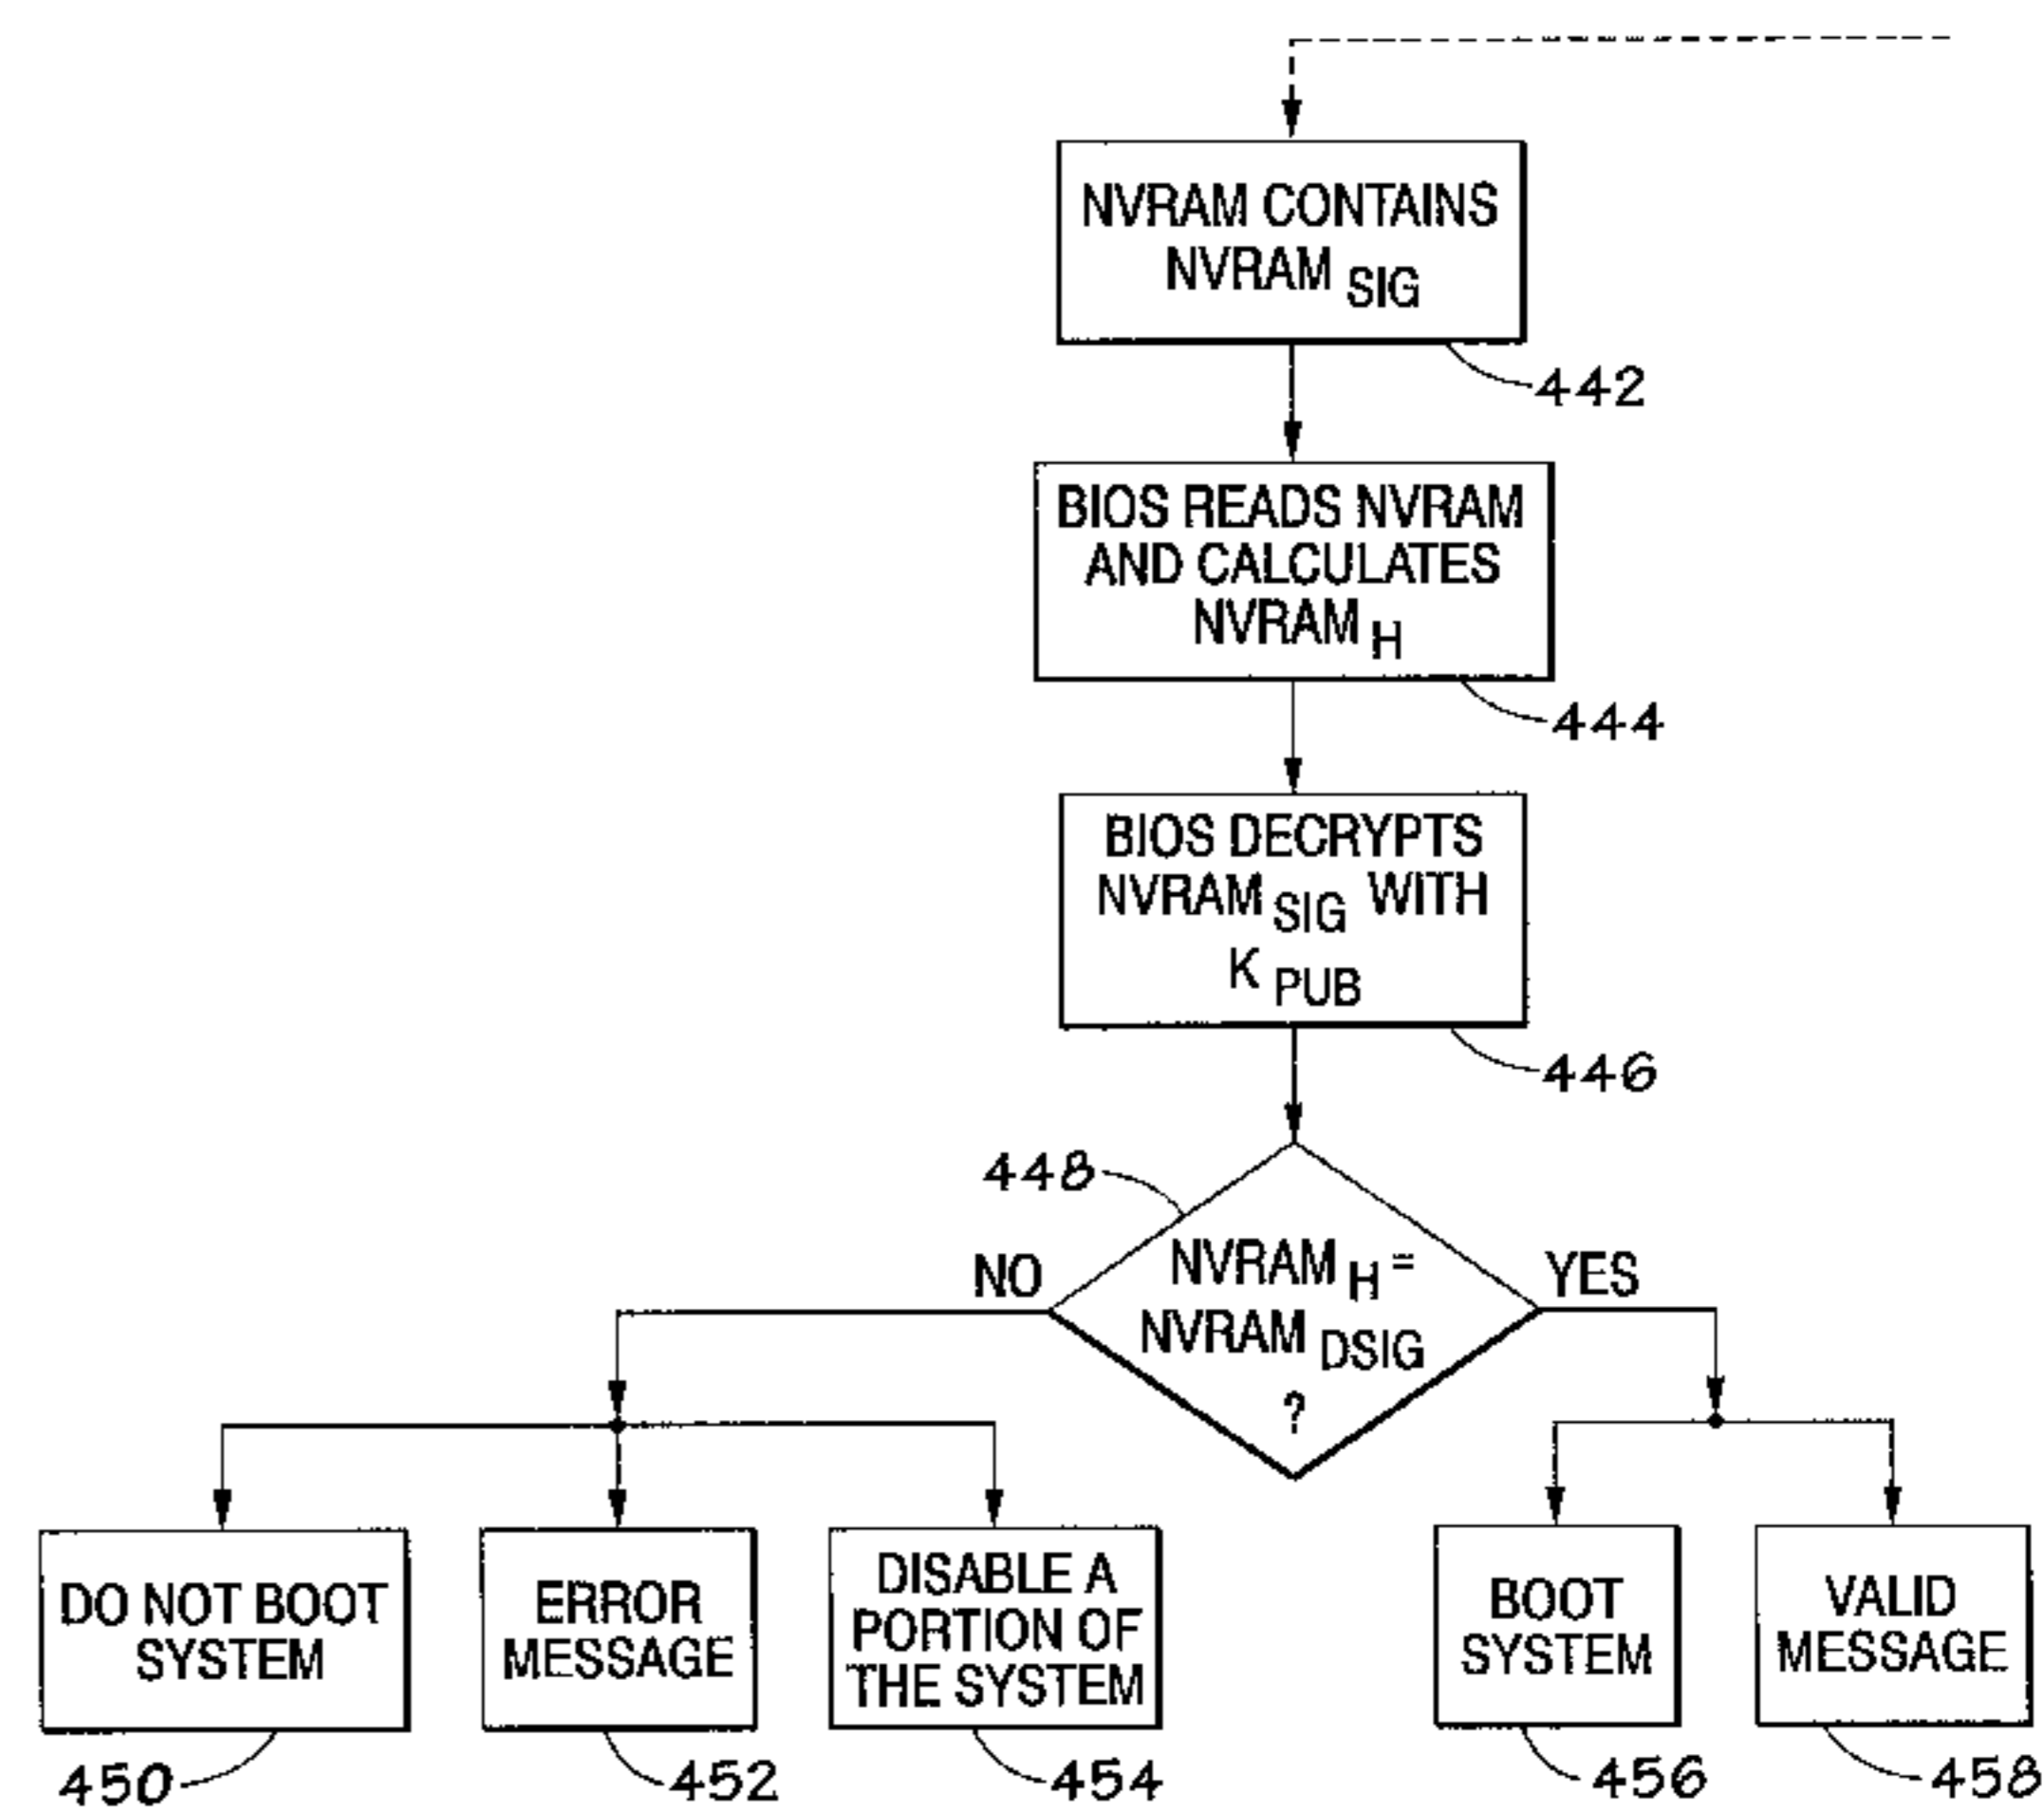 NVRAM CONTAINS
NVRAM SIG
442
BIOS READS NVRAM
AND CALCULATES
NVRAM H
444
BIOS DECRYPTS
NVRAM SIG WITH
K PUB
446
448
NO
NVRAM H =
NVRAM DSIG
?
YES
DO NOT BOOT
SYSTEM
450
ERROR
MESSAGE
452
DISABLE A
PORTION OF
THE SYSTEM
454
BOOT
SYSTEM
456
VALID
MESSAGE
458